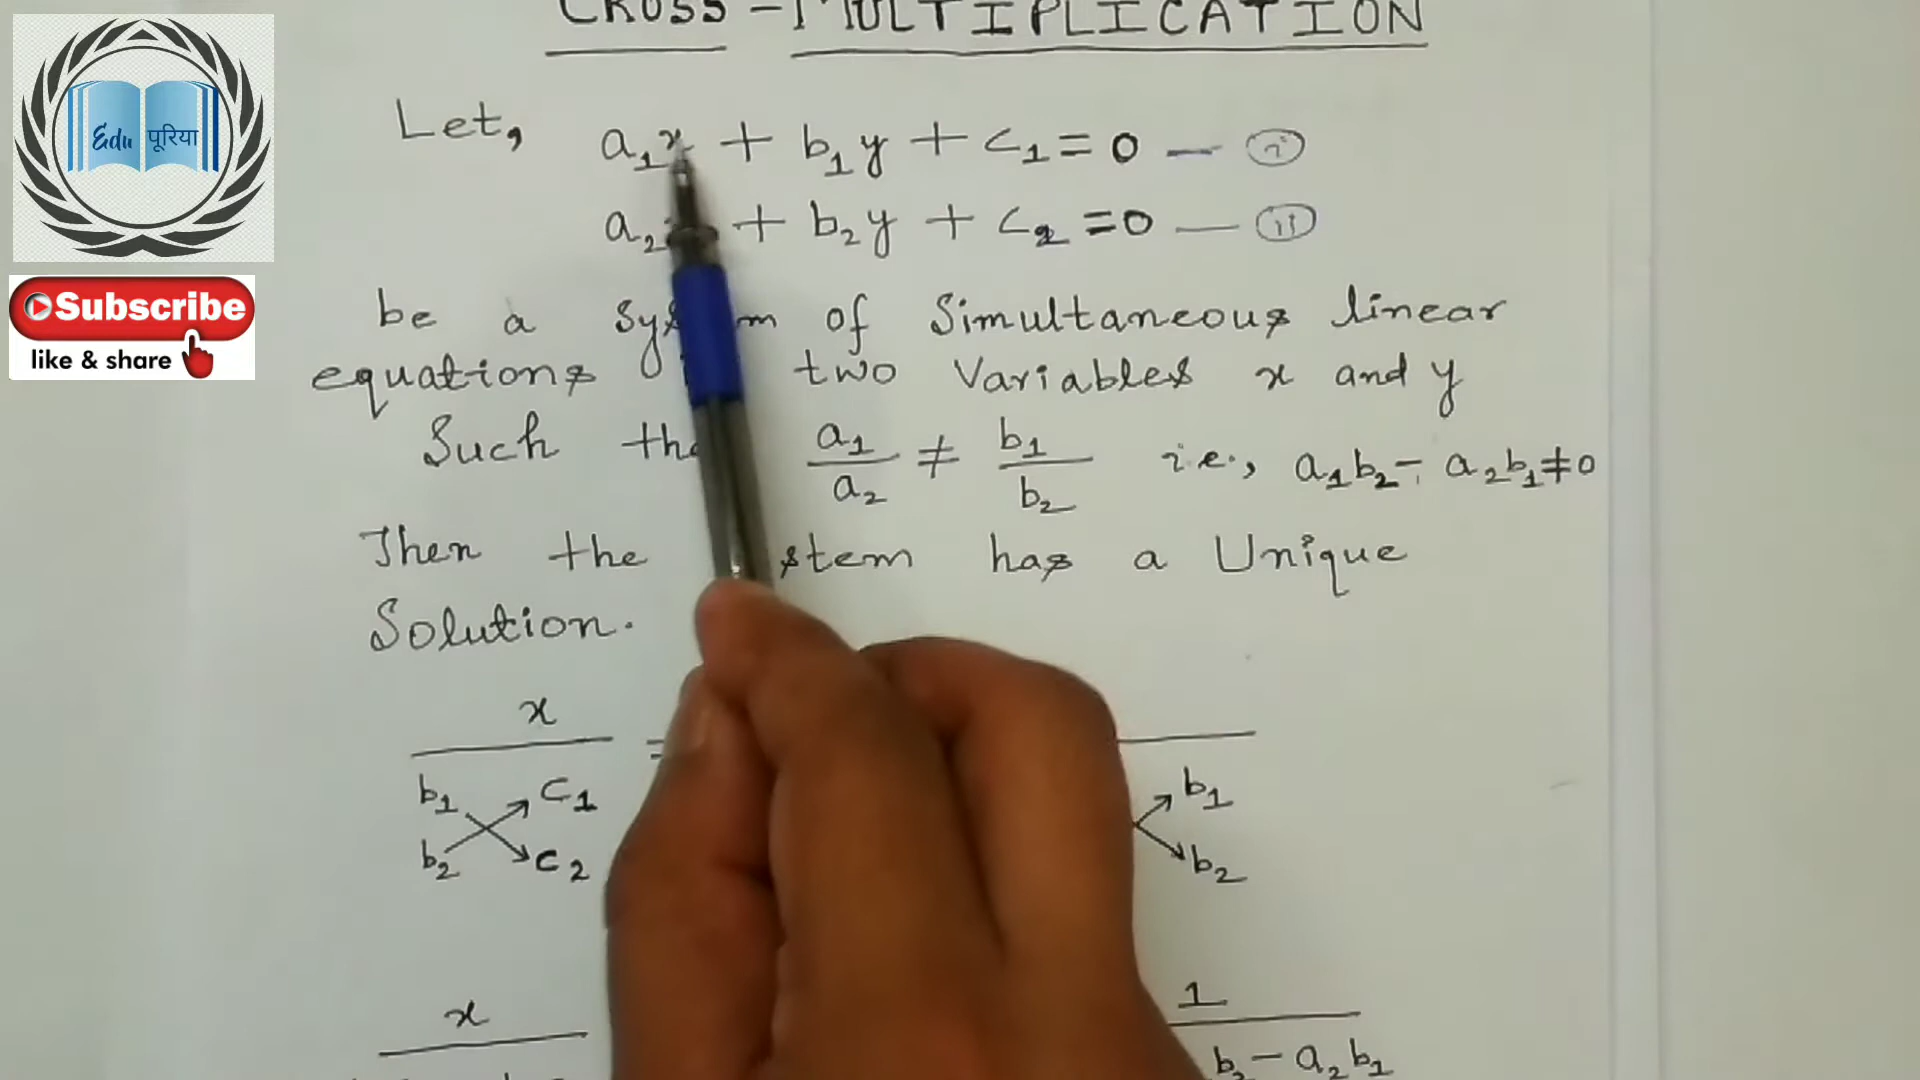 CROSS-MULTIPLICATION
Edu पूरिया
Subscribe
like & share
Let, a₁x + b₁y + c₁ = 0 — (i)
a₂ + b₂y + c₂ = 0 — (ii)
be a of Simultaneous linear
equations two Variables x and y
Such a₁/a₂ ≠ b₁/b₂ i.e., a₁b₂ - a₂b₁ ≠ 0
Then the has a Unique
Solution.
x =
b₁ c₁ b₁
b₂ c₂ b₂
x 1
b₂ - a₂b₁